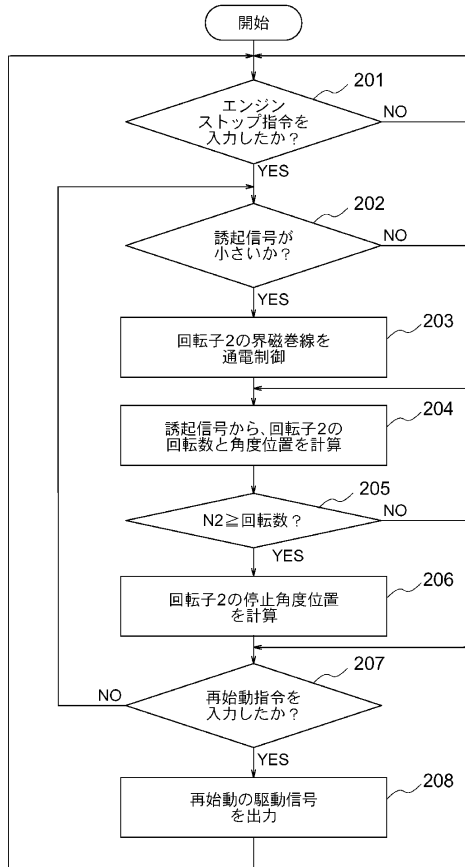 開始
201
エンジン
ストップ指令を
入力したか？
NO
YES
202
誘起信号が
小さいか？
NO
YES
203
回転子2の界磁巻線を
通電制御
204
誘起信号から、回転子2の
回転数と角度位置を計算
205
N2≧回転数？
NO
YES
206
回転子2の停止角度位置
を計算
207
NO
再始動指令を
入力したか？
YES
208
再始動の駆動信号
を出力